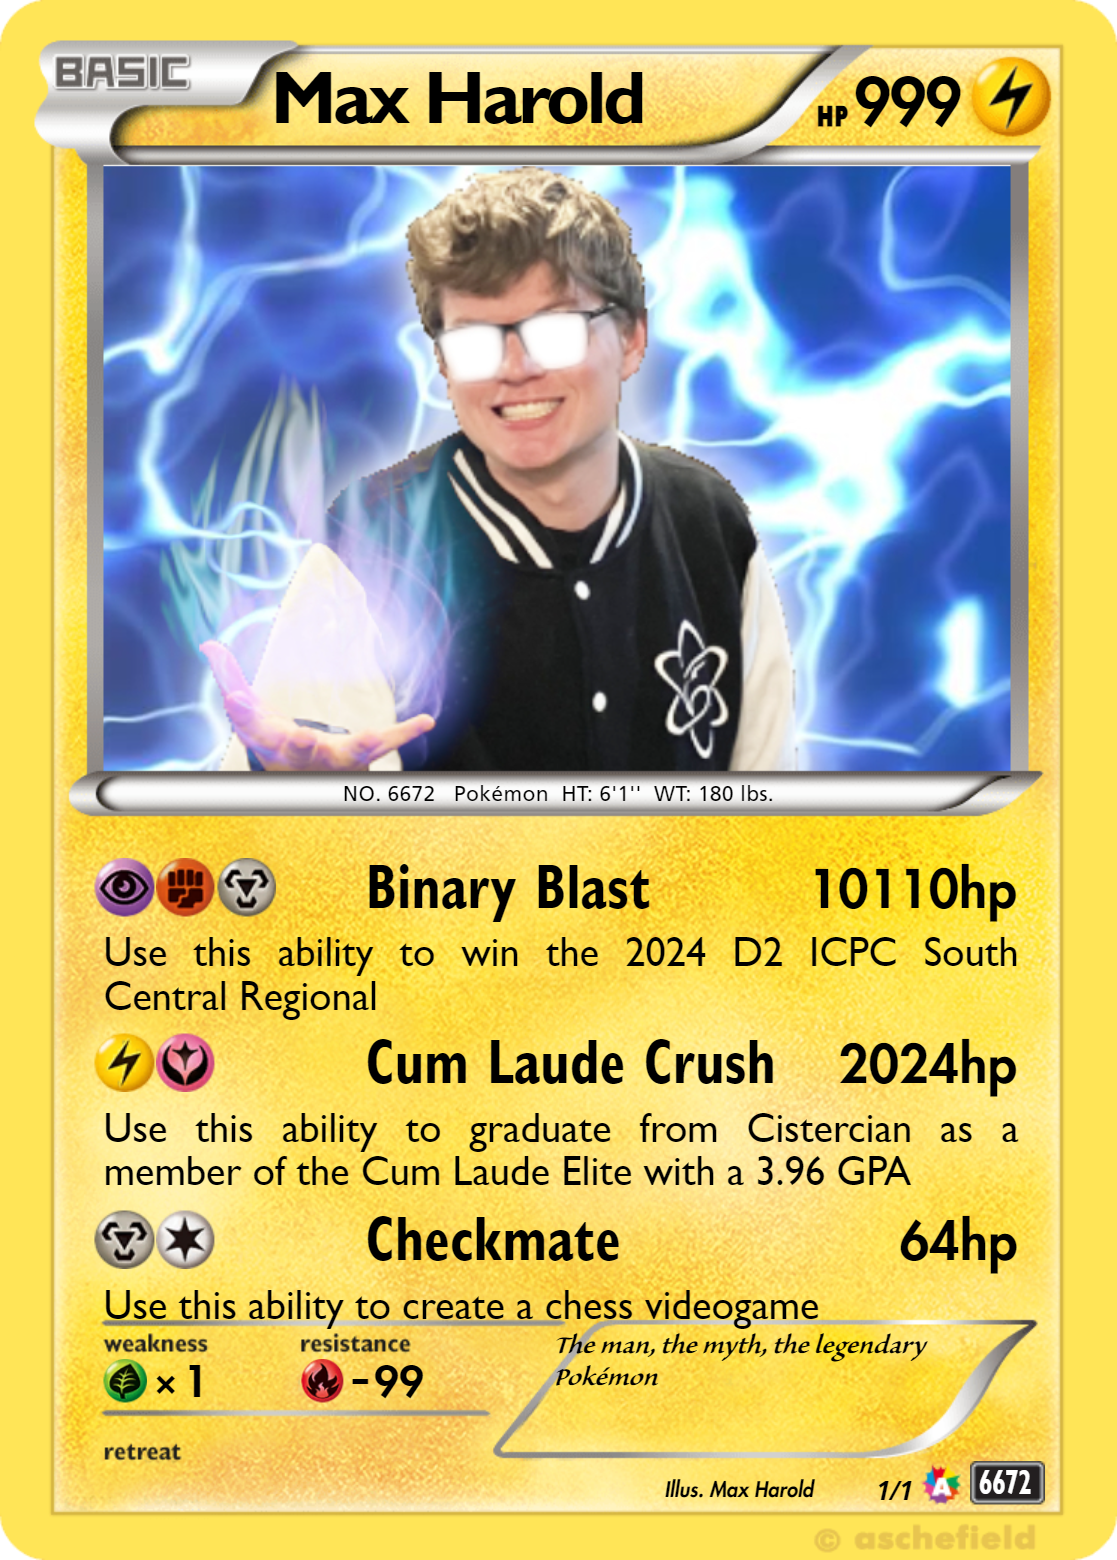 BASIC
Max Harold
HP 999
NO. 6672 Pokémon HT: 6'1'' WT: 180 lbs.
Binary Blast 10110hp
Use this ability to win the 2024 D2 ICPC South
Central Regional
Cum Laude Crush 2024hp
Use this ability to graduate from Cistercian as a
member of the Cum Laude Elite with a 3.96 GPA
Checkmate 64hp
Use this ability to create a chess videogame
weakness resistance
× 1 -99
The man, the myth, the legendary
Pokémon
retreat
Illus. Max Harold 1/1 A 6672
© aschefield